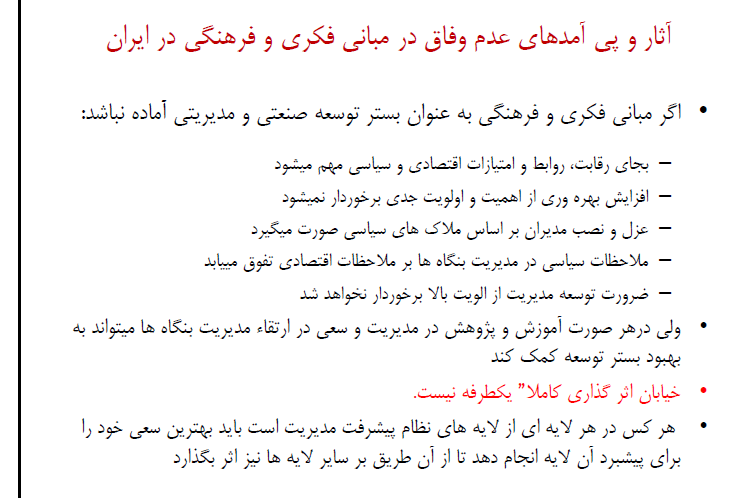 آثار و پی آمدهای عدم وفاق در مبانی فکری و فرهنگی در ایران
• اگر مبانی فکری و فرهنگی به عنوان بستر توسعه صنعتی و مدیریتی آماده نباشد:
– بجای رقابت، روابط و امتیازات اقتصادی و سیاسی مهم میشود
– افزایش بهره وری از اهمیت و اولویت جدی برخوردار نمیشود
– عزل و نصب مدیران بر اساس ملاک های سیاسی صورت میگیرد
– ملاحظات سیاسی در مدیریت بنگاه ها بر ملاحظات اقتصادی تفوق مییابد
– ضرورت توسعه مدیریت از الویت بالا برخوردار نخواهد شد
• ولی درهر صورت آموزش و پژوهش در مدیریت و سعی در ارتقاء مدیریت بنگاه ها میتواند به
بهبود بستر توسعه کمک کند
• خیابان اثر گذاری کاملا” یکطرفه نیست.
• هر کس در هر لایه ای از لایه های نظام پیشرفت مدیریت است باید بهترین سعی خود را
برای پیشبرد آن لایه انجام دهد تا از آن طریق بر سایر لایه ها نیز اثر بگذارد